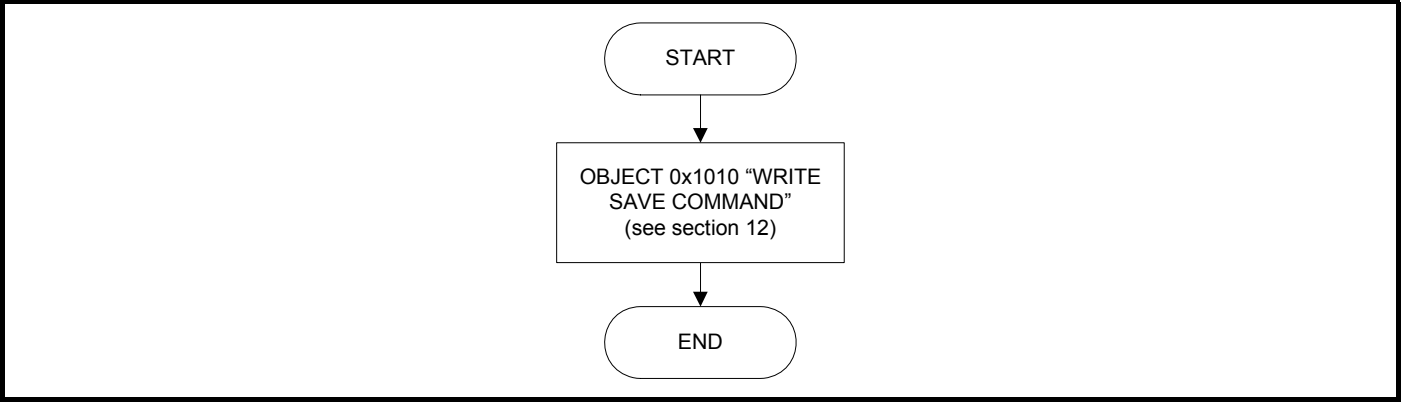 START
OBJECT 0x1010 “WRITE
SAVE COMMAND”
(see section 12)
END